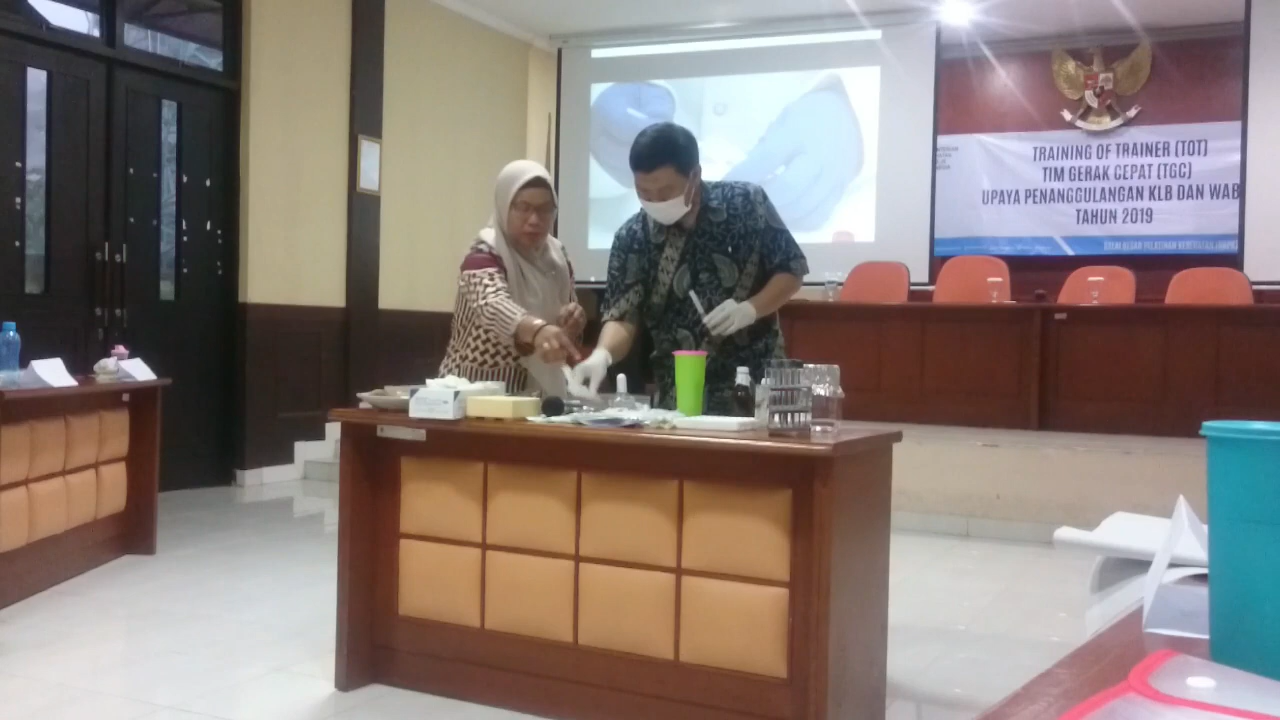 TRAINING OF TRAINER (TOT)
TIM GERAK CEPAT (TGC)
UPAYA PENANGGULANGAN KLB DAN WAB
TAHUN 2019